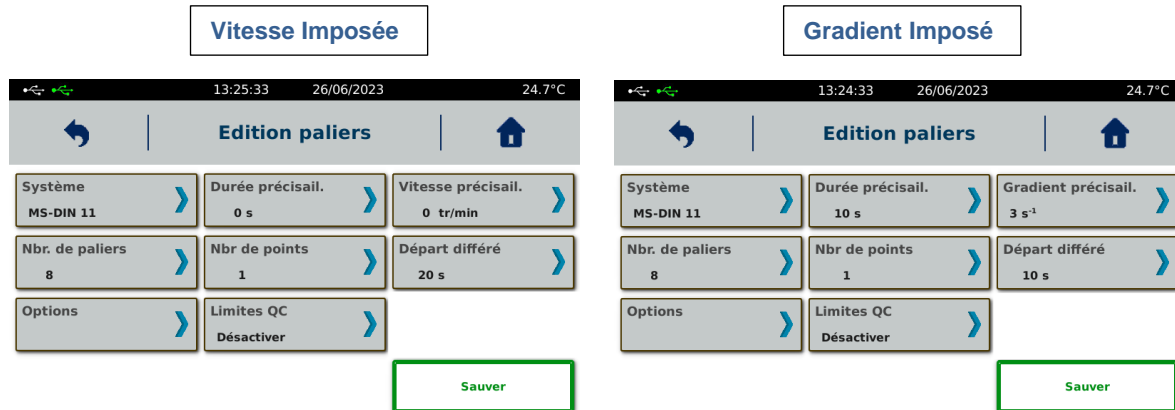 Vitesse Imposée
13:25:33 26/06/2023 24.7°C
Edition paliers
Système
MS-DIN 11
Durée précisail.
0 s
Vitesse précisail.
0 tr/min
Nbr. de paliers
8
Nbr de points
1
Départ différé
20 s
Options
Limites QC
Désactiver
Sauver
Gradient Imposé
13:24:33 26/06/2023 24.7°C
Edition paliers
Système
MS-DIN 11
Durée précisail.
10 s
Gradient précisail.
3 s⁻¹
Nbr. de paliers
8
Nbr de points
1
Départ différé
10 s
Options
Limites QC
Désactiver
Sauver